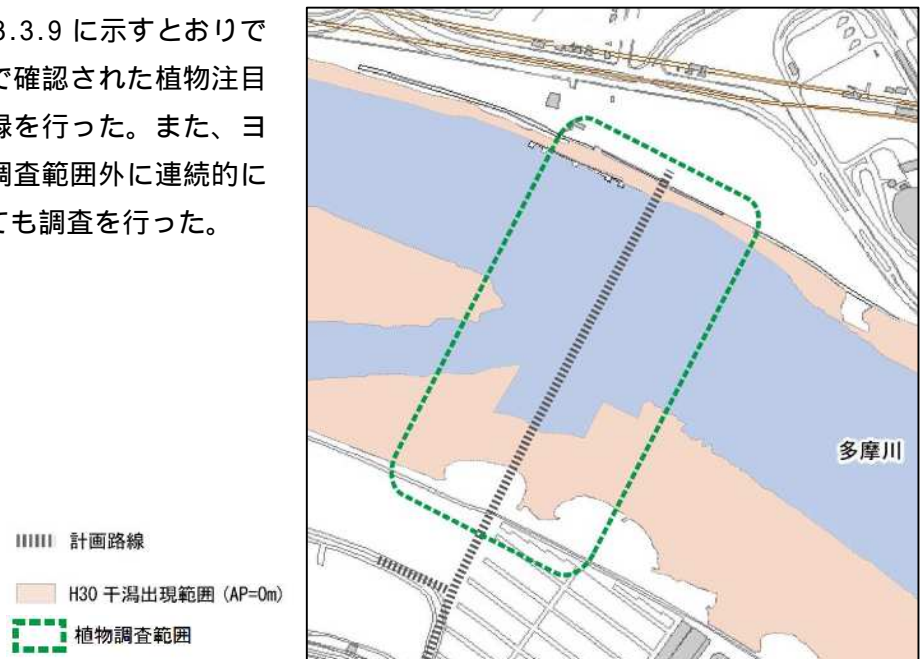 3.3.9 に示すとおりで
で確認された植物注目
録を行った。また、ヨ
調査範囲外に連続的に
ても調査を行った。
多摩川
計画路線
H30 干潟出現範囲 (AP=0m)
植物調査範囲